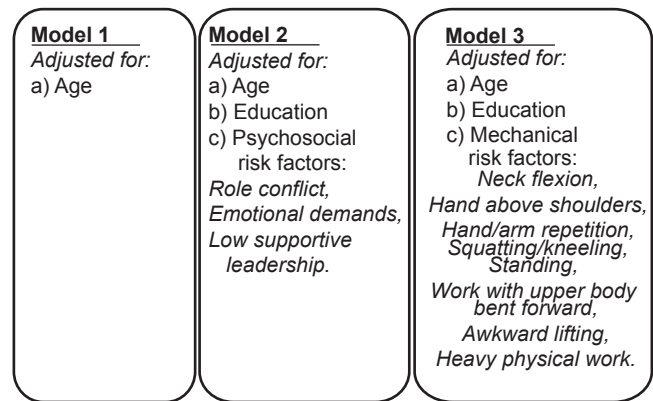 Model 1
Adjusted for:
a) Age
Model 2
Adjusted for:
a) Age
b) Education
c) Psychosocial
risk factors:
Role conflict,
Emotional demands,
Low supportive
leadership.
Model 3
Adjusted for:
a) Age
b) Education
c) Mechanical
risk factors:
Neck flexion,
Hand above shoulders,
Hand/arm repetition,
Squatting/kneeling,
Standing,
Work with upper body
bent forward,
Awkward lifting,
Heavy physical work.